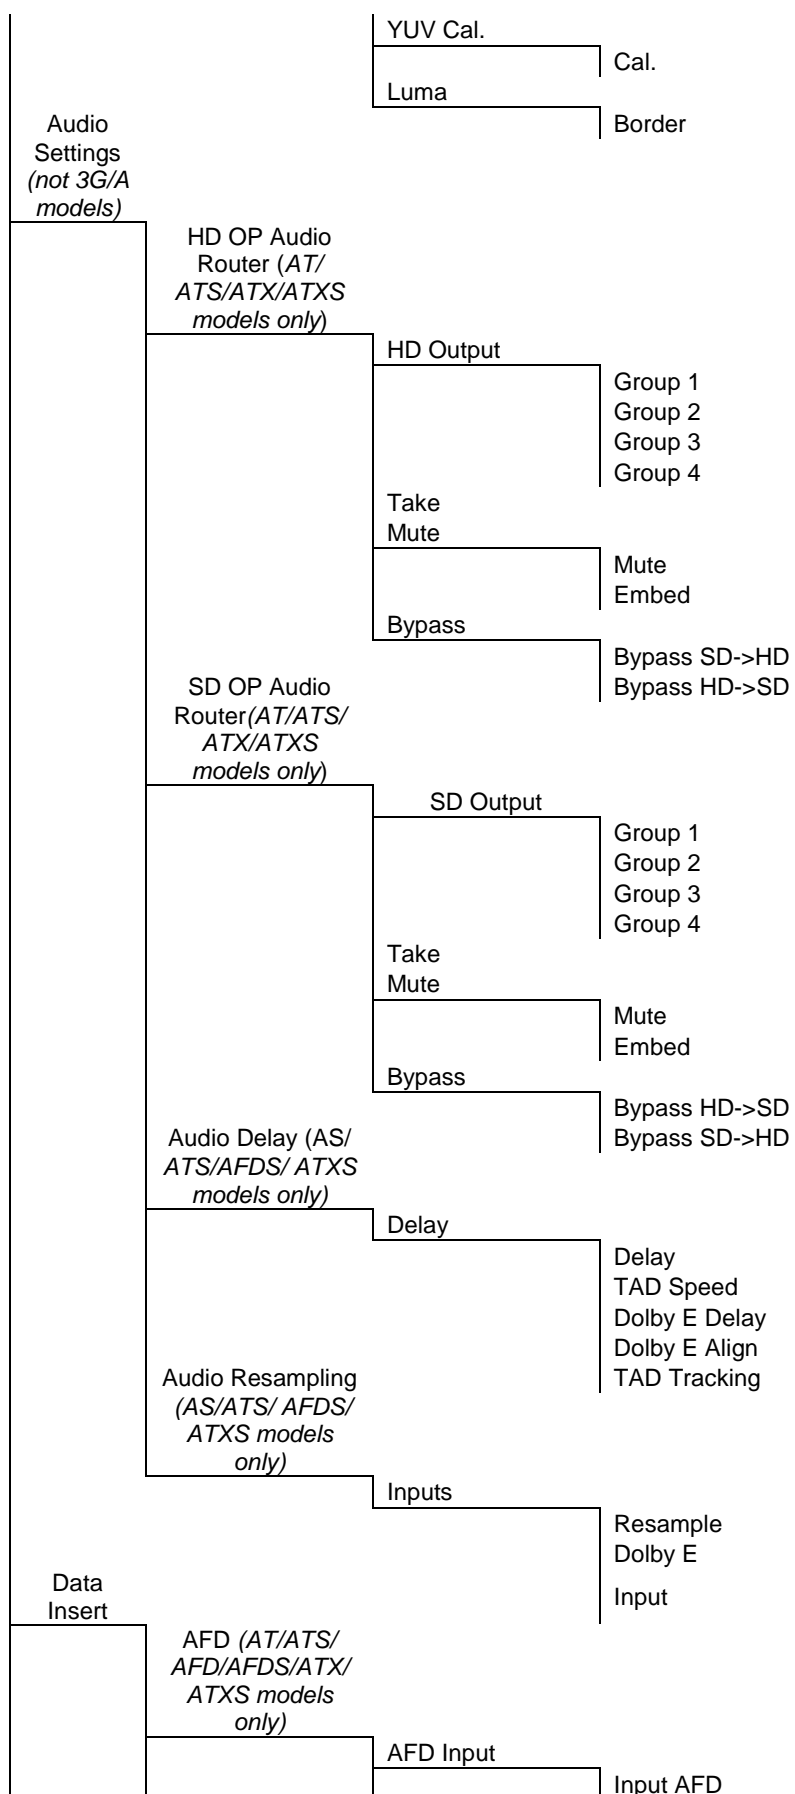 YUV Cal.
Cal.
Luma
Border
Audio
Settings
(not 3G/A
models)
HD OP Audio
Router (AT/
ATS/ATX/ATXS
models only)
HD Output
Group 1
Group 2
Group 3
Group 4
Take
Mute
Mute
Embed
Bypass
Bypass SD->HD
Bypass HD->SD
SD OP Audio
Router(AT/ATS/
ATX/ATXS
models only)
SD Output
Group 1
Group 2
Group 3
Group 4
Take
Mute
Mute
Embed
Bypass
Bypass HD->SD
Bypass SD->HD
Audio Delay (AS/
ATS/AFDS/ ATXS
models only)
Delay
Delay
TAD Speed
Dolby E Delay
Dolby E Align
TAD Tracking
Audio Resampling
(AS/ATS/ AFDS/
ATXS models
only)
Inputs
Resample
Dolby E
Input
Data
Insert
AFD (AT/ATS/
AFD/AFDS/ATX/
ATXS models
only)
AFD Input
Input AFD